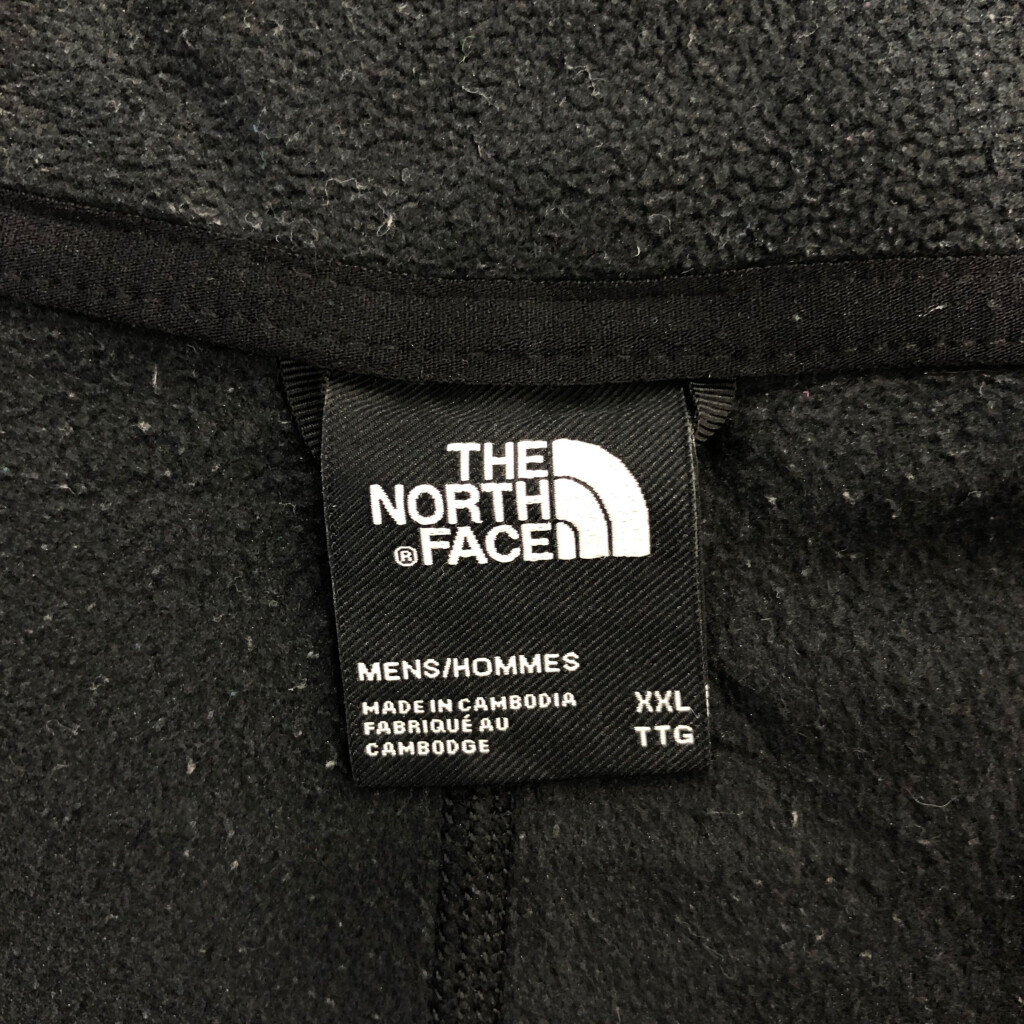 THE
NORTH
®FACE
MENS/HOMMES
MADE IN CAMBODIA XXL
FABRIQUÉ AU TTG
CAMBODGE